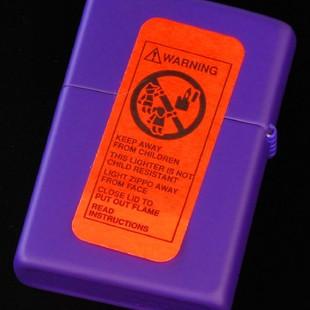 WARNING
KEEP AWAY
FROM CHILDREN
THIS LIGHTER IS NOT
CHILD RESISTANT
LIGHT ZIPPO AWAY
FROM FACE
CLOSE LID TO
PUT OUT FLAME
READ
INSTRUCTIONS